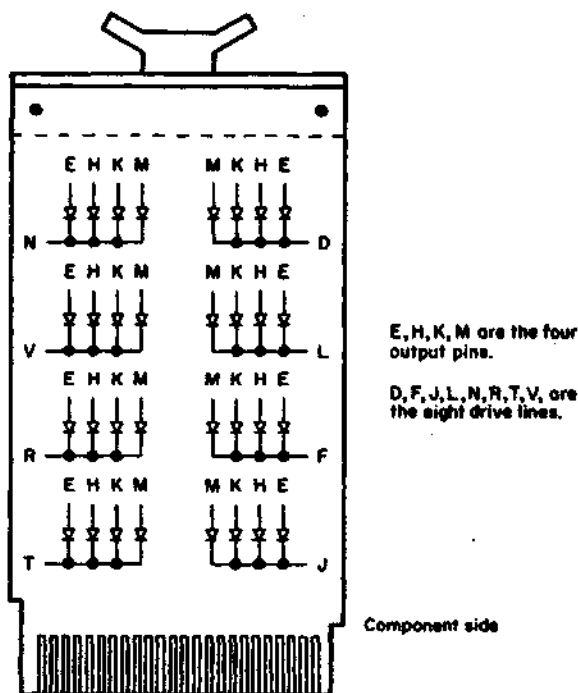 E H K M M K H E
N D
E H K M M K H E
V L
E H K M M K H E
R F
E H K M M K H E
T J
E, H, K, M are the four
output pins.
D, F, J, L, N, R, T, V, are
the eight drive lines.
Component side